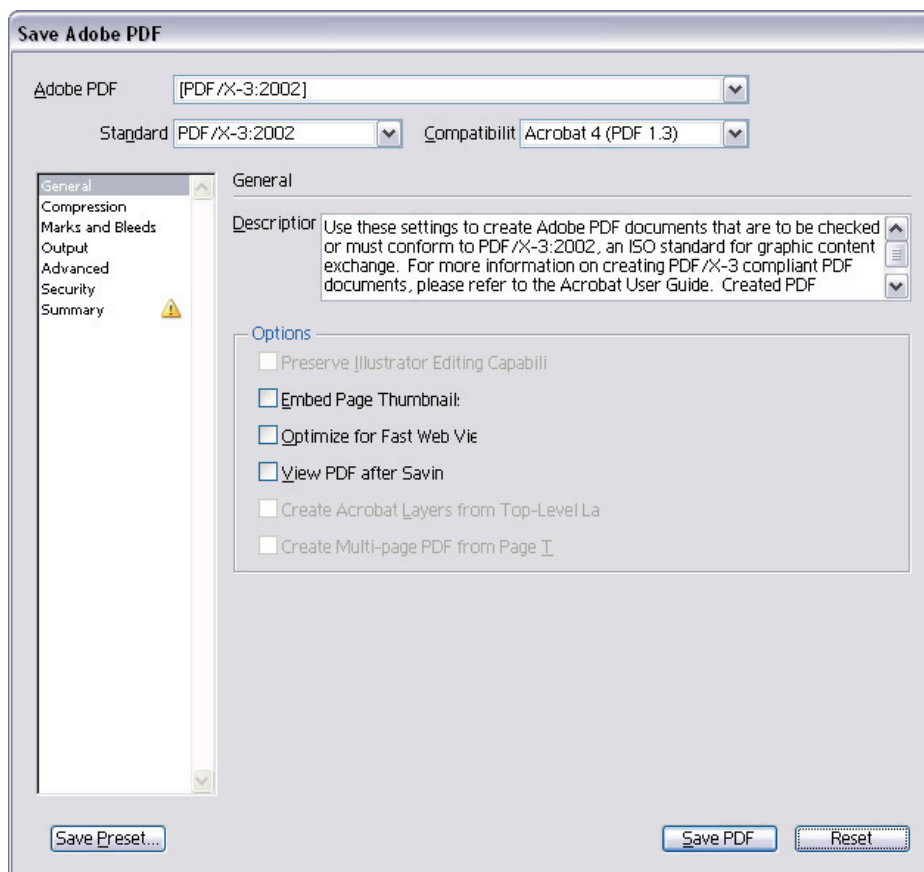 Save Adobe PDF
Adobe PDF [PDF/X-3:2002]
Standard PDF/X-3:2002 Compatibilit Acrobat 4 (PDF 1.3)
General
Compression
Marks and Bleeds
Output
Advanced
Security
Summary
General
Description Use these settings to create Adobe PDF documents that are to be checked
or must conform to PDF/X-3:2002, an ISO standard for graphic content
exchange. For more information on creating PDF/X-3 compliant PDF
documents, please refer to the Acrobat User Guide. Created PDF
Options
Preserve Illustrator Editing Capabili
Embed Page Thumbnail
Optimize for Fast Web Vie
View PDF after Savin
Create Acrobat Layers from Top-Level La
Create Multi-page PDF from Page T
Save Preset... Save PDF Reset